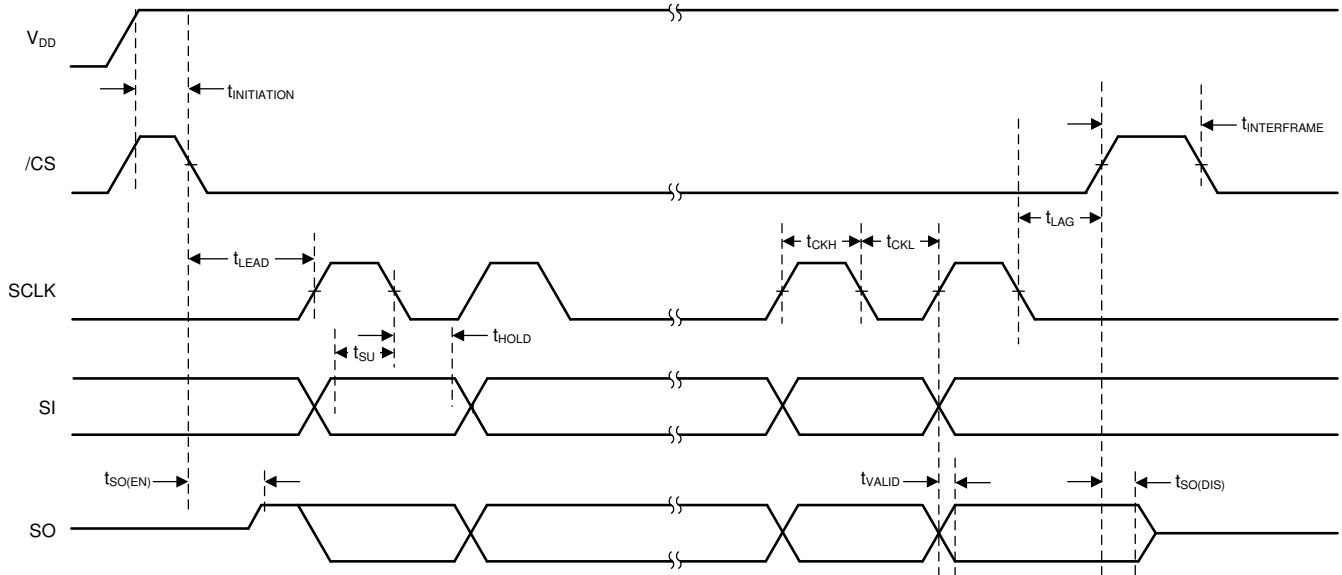 VDD
tINITIATION
/CS
tINTERFRAME
tLAG
tLEAD
tCKH
tCKL
SCLK
tHOLD
tSU
SI
tSO(EN)
tVALID
tSO(DIS)
SO